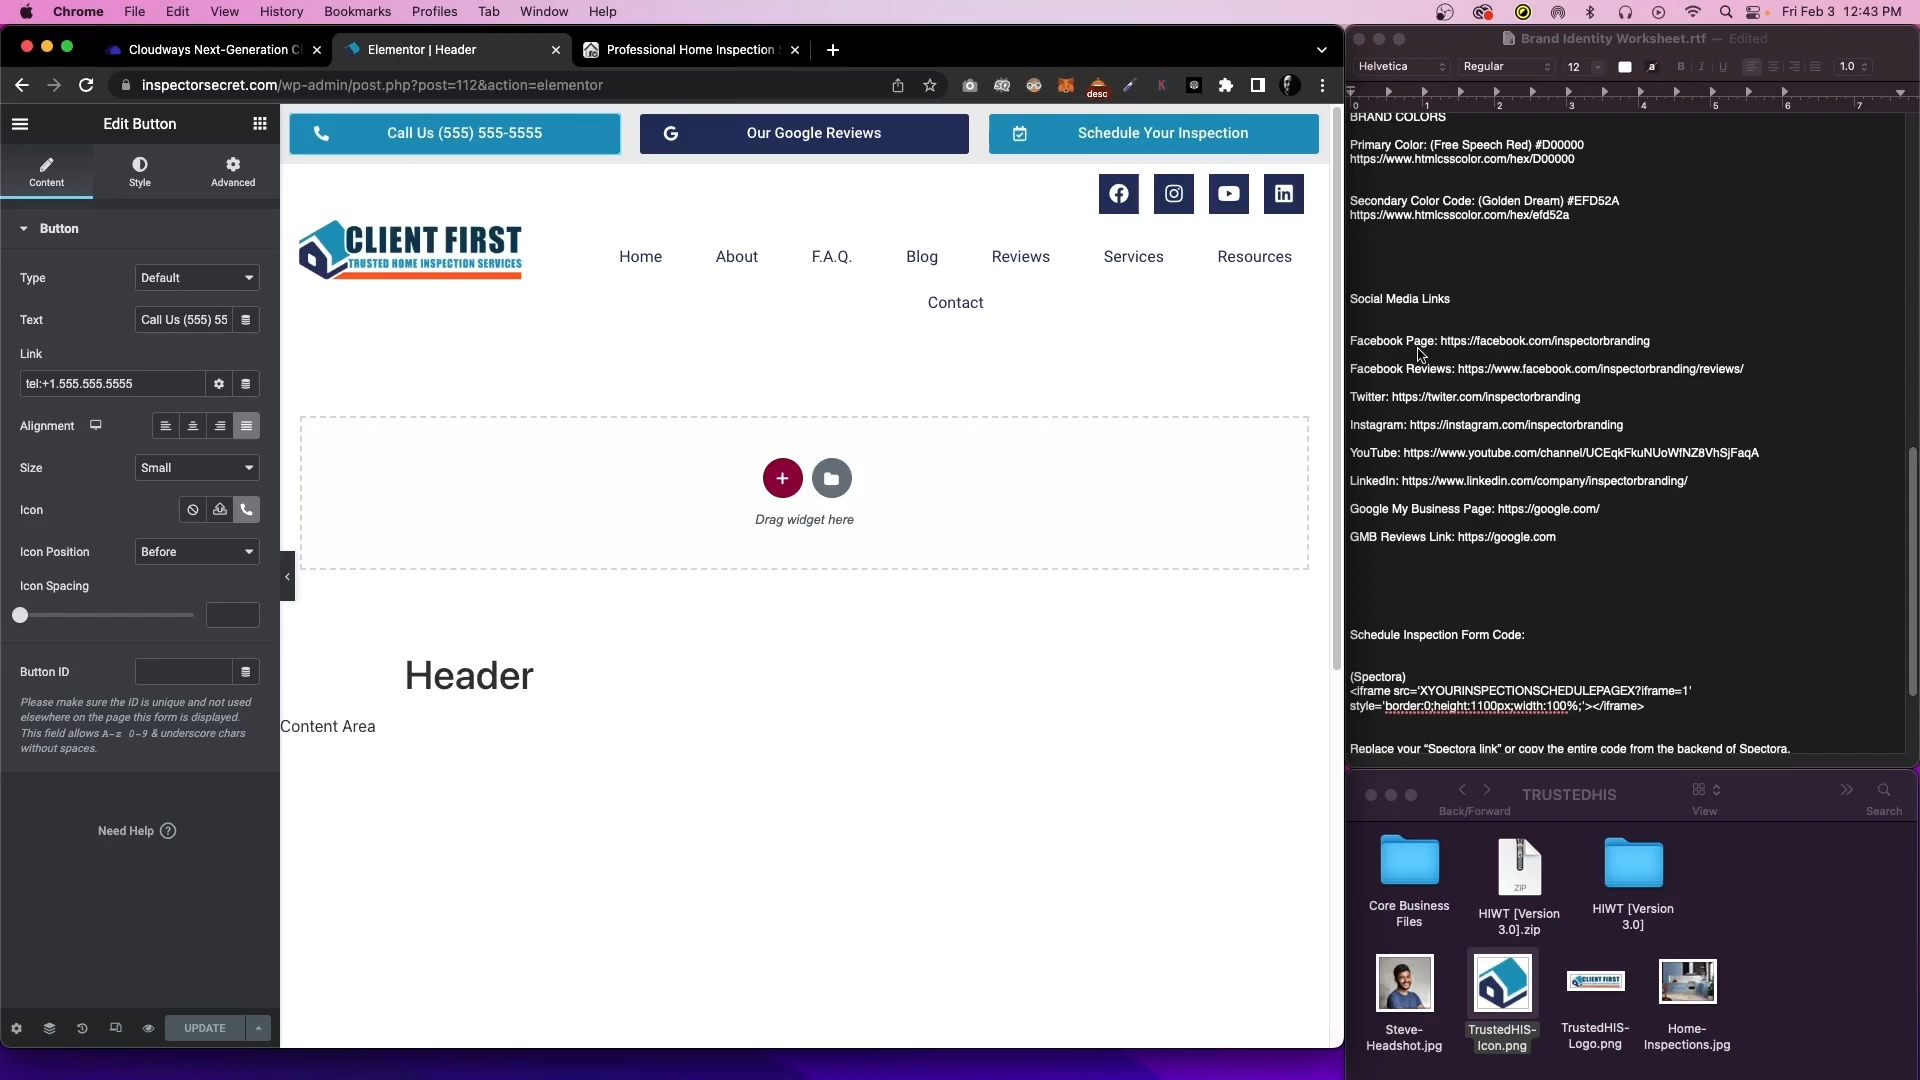 Chrome File Edit View History Bookmarks Profiles Tab Window Help
Fri Feb 3 12:43 PM
Cloudways Next-Generation Cl
Elementor | Header
Professional Home Inspection
inspectorsecret.com/wp-admin/post.php?post=112&action=elementor
desc
Edit Button
Content
Style
Advanced
Button
Type Default
Text Call Us (555) 55
Link
tel:+1.555.555.5555
Alignment
Size Small
Icon
Icon Position Before
Icon Spacing
Button ID
Please make sure the ID is unique and not used
elsewhere on the page this form is displayed.
This field allows A-z 0-9 & underscore chars
without spaces.
Need Help ?
UPDATE
Call Us (555) 555-5555
Our Google Reviews
Schedule Your Inspection
CLIENT FIRST
TRUSTED HOME INSPECTION SERVICES
Home About F.A.Q. Blog Reviews Services Resources
Contact
Drag widget here
Header
Content Area
Brand Identity Worksheet.rtf — Edited
Helvetica Regular 12 a B I U 1.0
0 1 2 3 4 5 6 7
BRAND COLORS
Primary Color: (Free Speech Red) #D00000
https://www.htmlcsscolor.com/hex/D00000
Secondary Color Code: (Golden Dream) #EFD52A
https://www.htmlcsscolor.com/hex/efd52a
Social Media Links
Facebook Page: https://facebook.com/inspectorbranding
Facebook Reviews: https://www.facebook.com/inspectorbranding/reviews/
Twitter: https://twiter.com/inspectorbranding
Instagram: https://instagram.com/inspectorbranding
YouTube: https://www.youtube.com/channel/UCEqkFkuNUoWfNZ8VhSjFaqA
LinkedIn: https://www.linkedin.com/company/inspectorbranding/
Google My Business Page: https://google.com/
GMB Reviews Link: https://google.com
Schedule Inspection Form Code:
(Spectora)
<iframe src='XYOURINSPECTIONSCHEDULEPAGEX?iframe=1'
style='border:0;height:1100px;width:100%;'></iframe>
Replace your “Spectora link” or copy the entire code from the backend of Spectora.
TRUSTEDHIS
Back/Forward
View
Search
Core Business
Files
ZIP
HIWT [Version
3.0].zip
HIWT [Version
3.0]
Steve-
Headshot.jpg
TrustedHIS-
Icon.png
CLIENT FIRST
TrustedHIS-
Logo.png
Home-
Inspections.jpg